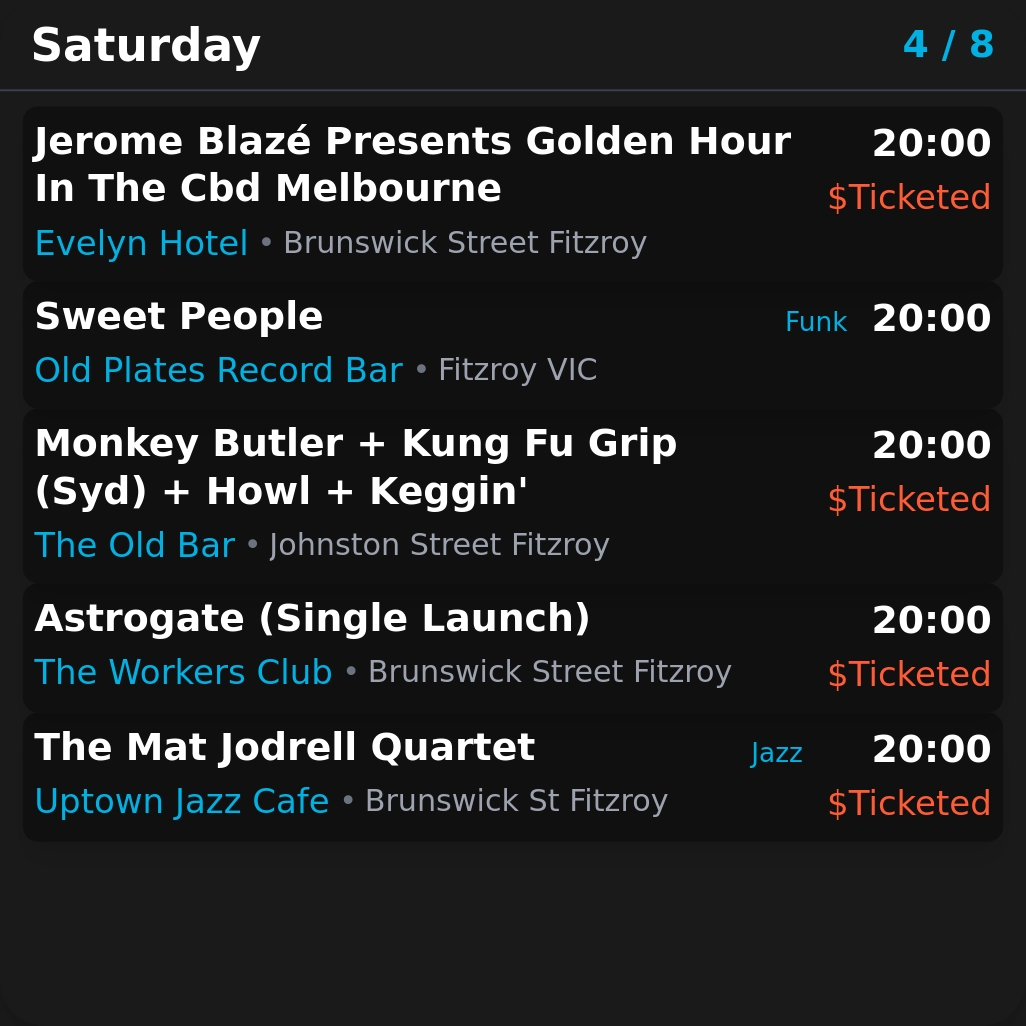 Saturday 4 / 8
Jerome Blazé Presents Golden Hour 20:00
In The Cbd Melbourne $Ticketed
Evelyn Hotel • Brunswick Street Fitzroy
Sweet People Funk 20:00
Old Plates Record Bar • Fitzroy VIC
Monkey Butler + Kung Fu Grip 20:00
(Syd) + Howl + Keggin' $Ticketed
The Old Bar • Johnston Street Fitzroy
Astrogate (Single Launch) 20:00
The Workers Club • Brunswick Street Fitzroy $Ticketed
The Mat Jodrell Quartet Jazz 20:00
Uptown Jazz Cafe • Brunswick St Fitzroy $Ticketed